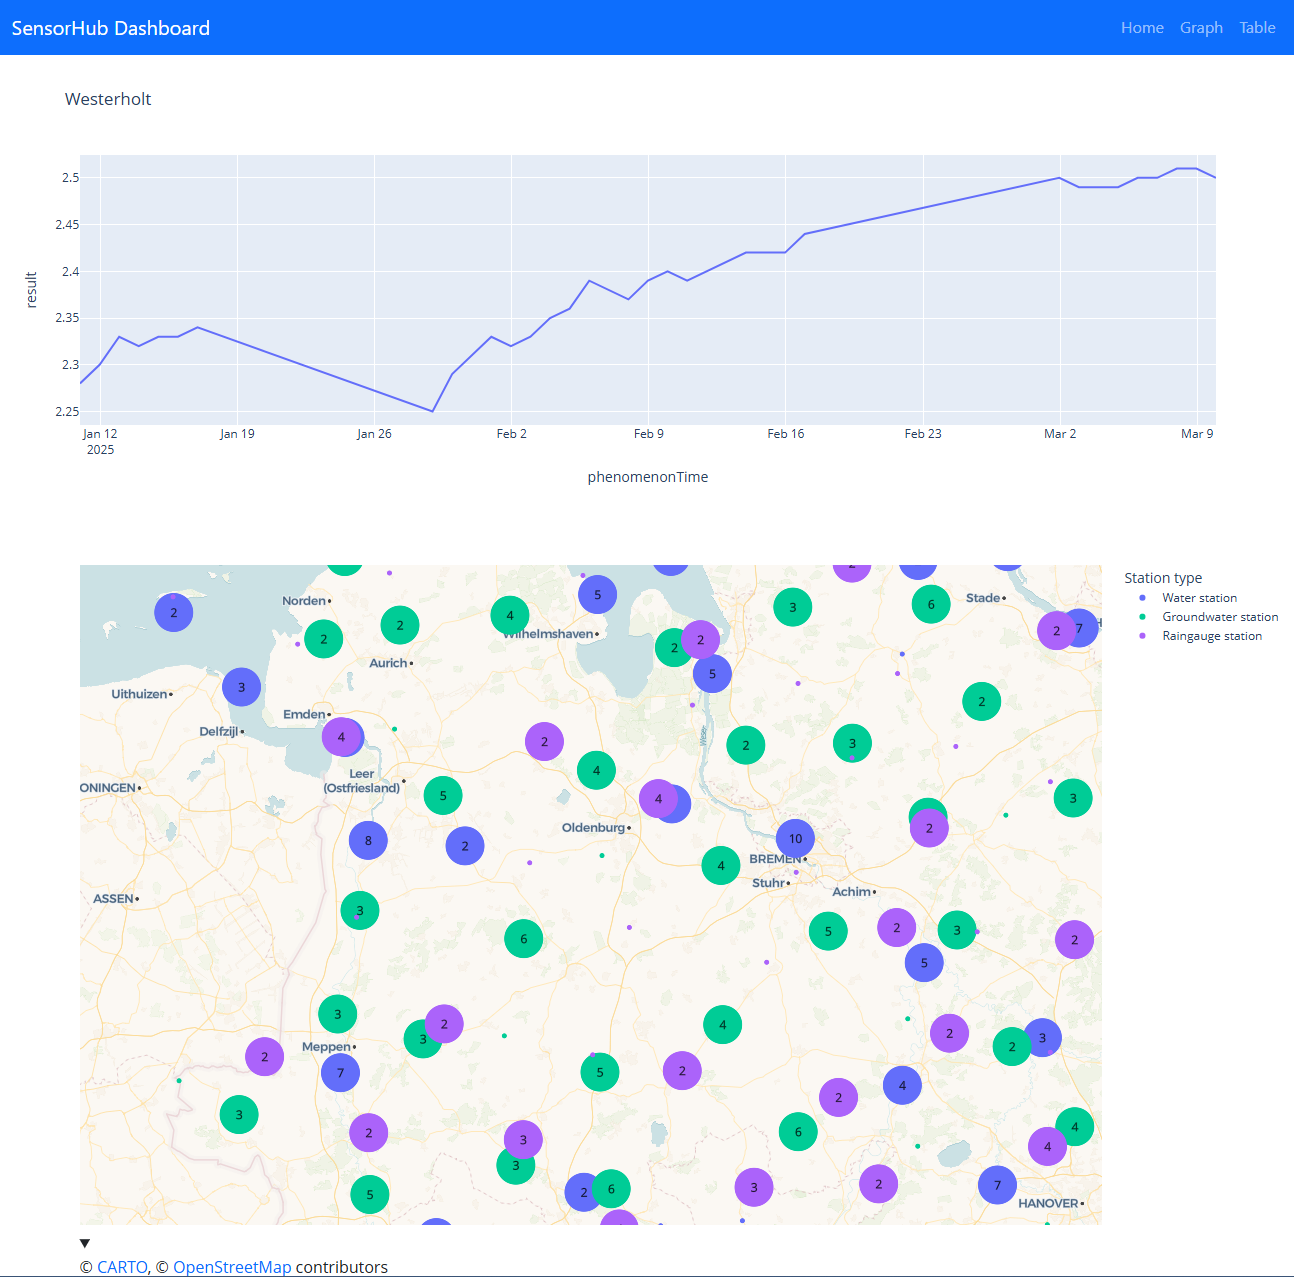 SensorHub Dashboard
Home Graph Table
Westerholt
2.5
2.45
2.4
2.35
2.3
2.25
result
Jan 12 Jan 19 Jan 26 Feb 2 Feb 9 Feb 16 Feb 23 Mar 2 Mar 9
2025
phenomenonTime
Station type
Water station
Groundwater station
Raingauge station
5
2
Norden
4
3
6
Stade
2
2
2
Wilhelmshaven
2
2
7
Aurich
2
5
3
Uithuizen
2
Emden
Delfzijl
4
2
2
3
Weser
4
Leer
(Ostfriesland)
ONINGEN
5
4
3
Oldenburg
2
8
2
10
BREMEN
4
Stuhr
Achim
ASSEN
3
6
5
2
3
2
5
3
2
3
4
2
2
3
Meppen
2
7
5
2
4
2
3
6
4
2
3
4
3
5
2
6
3
2
7
HANOVER
▼
© CARTO, © OpenStreetMap contributors